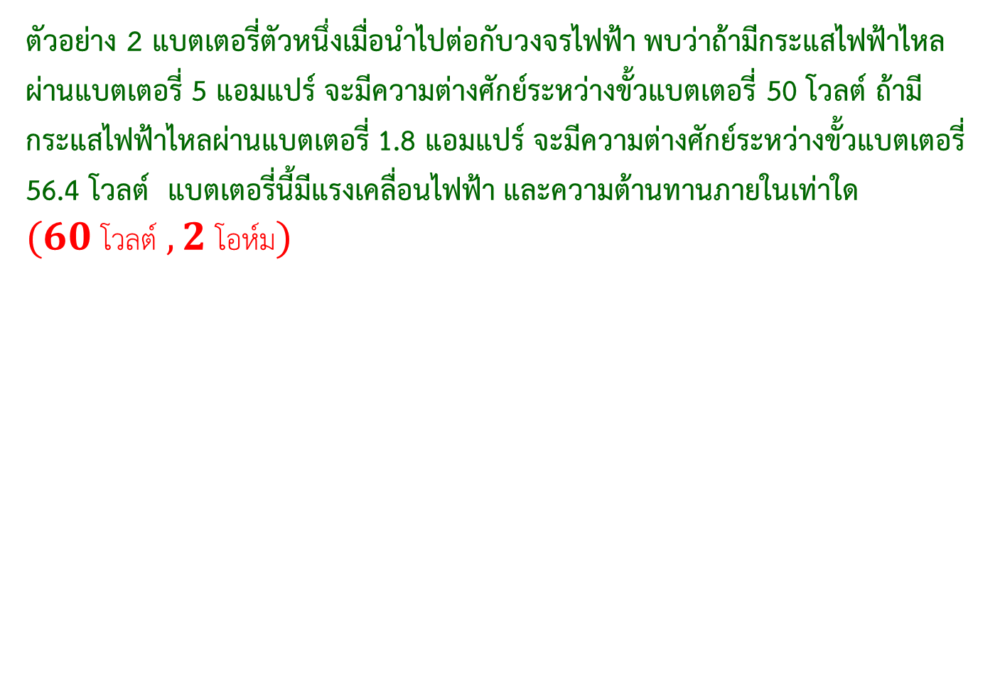 ตัวอย่าง 2 แบตเตอรี่ตัวหนึ่งเมื่อนำไปต่อกับวงจรไฟฟ้า พบว่าถ้ามีกระแสไฟฟ้าไหล
ผ่านแบตเตอรี่ 5 แอมแปร์ จะมีความต่างศักย์ระหว่างขั้วแบตเตอรี่ 50 โวลต์ ถ้ามี
กระแสไฟฟ้าไหลผ่านแบตเตอรี่ 1.8 แอมแปร์ จะมีความต่างศักย์ระหว่างขั้วแบตเตอรี่
56.4 โวลต์ แบตเตอรี่นี้มีแรงเคลื่อนไฟฟ้า และความต้านทานภายในเท่าใด
(60 โวลต์ , 2 โอห์ม)